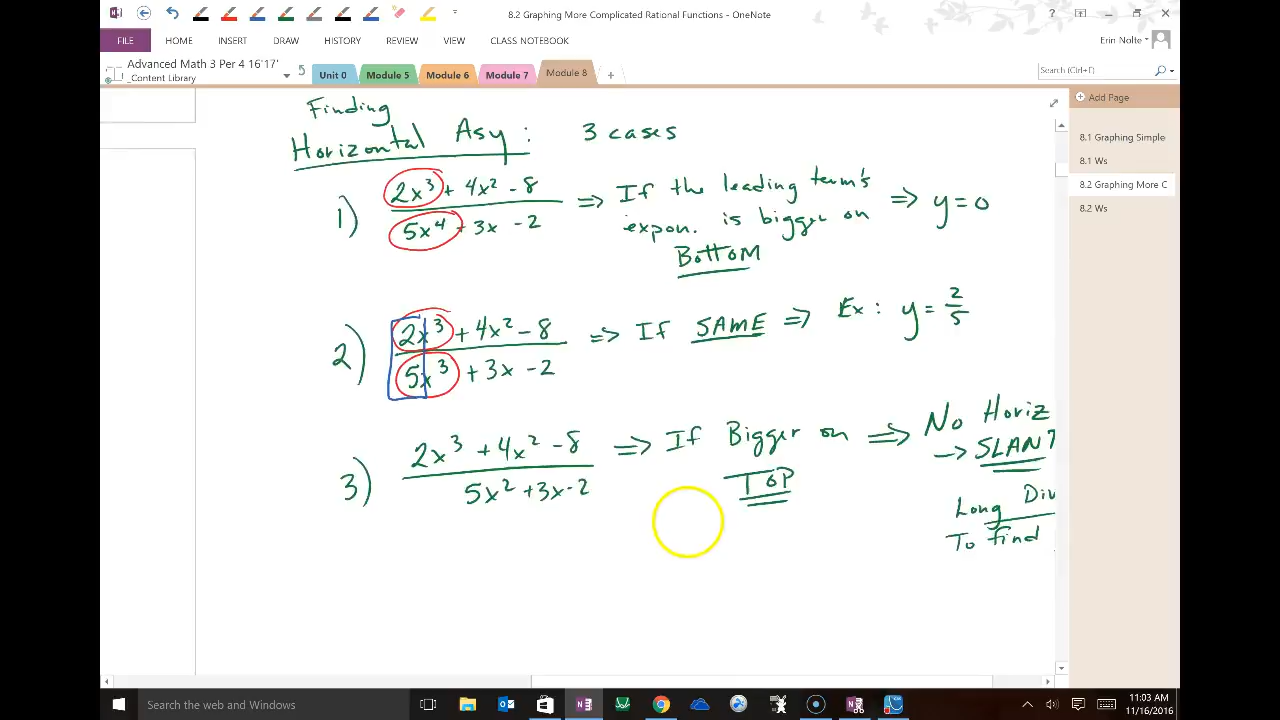 8.2 Graphing More Complicated Rational Functions - OneNote
FILE HOME INSERT DRAW HISTORY REVIEW VIEW CLASS NOTEBOOK
Erin Nolte
Advanced Math 3 Per 4 16'17'
_Content Library
Unit 0 Module 5 Module 6 Module 7 Module 8 +
Search (Ctrl+E)
Add Page
8.1 Graphing Simple
8.1 Ws
8.2 Graphing More C
8.2 Ws
Finding
Horizontal Asy : 3 cases
1) (2x³ + 4x² - 8)/(5x⁴ + 3x - 2) ⇒ If the leading term's expon. is bigger on BOTTOM ⇒ y = 0
2) (2x³ + 4x² - 8)/(5x³ + 3x - 2) ⇒ If SAME ⇒ Ex : y = 2/5
3) (2x³ + 4x² - 8)/(5x² + 3x - 2) ⇒ If Bigger on TOP ⇒ No Horiz
→ SLANT
Long Div
To find
Search the web and Windows
11:03 AM
11/16/2016